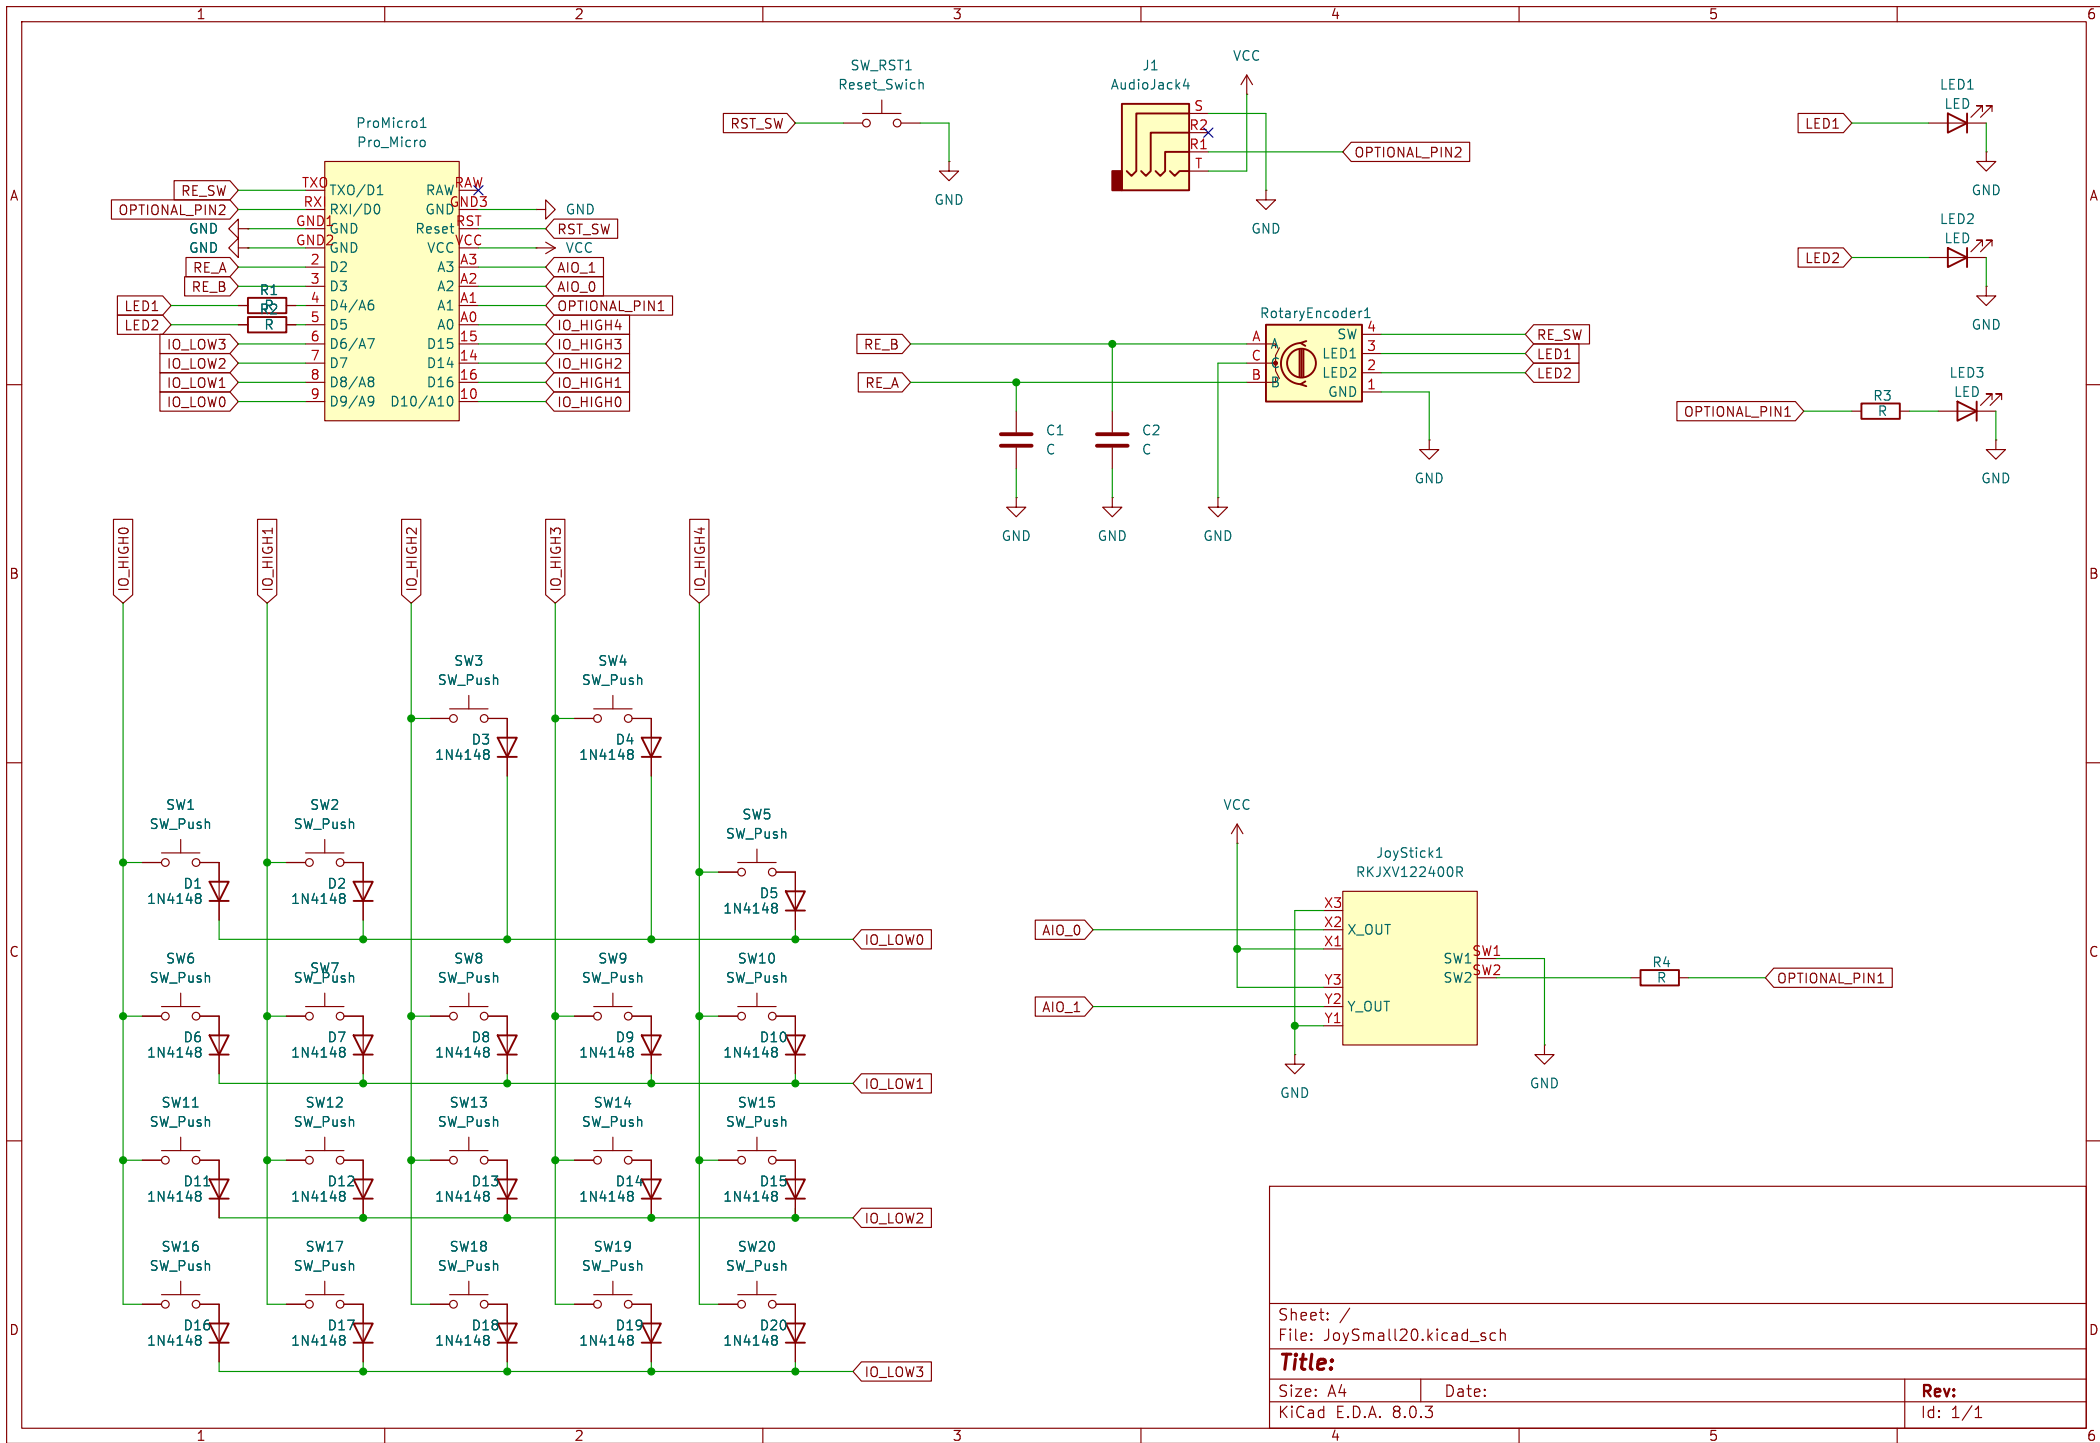 1 2 3 4 5 6
A
B
C
D
A
B
C
D
1 2 3 4 5 6
ProMicro1
Pro_Micro
RE_SW TXO TXO/D1
OPTIONAL_PIN2 RX RXI/D0
GND GND1 GND
GND GND2 GND
RE_A 2 D2
RE_B 3 D3
R1
LED1 R 4 D4/A6
R2
LED2 R 5 D5
IO_LOW3 6 D6/A7
IO_LOW2 7 D7
IO_LOW1 8 D8/A8
IO_LOW0 9 D9/A9
RAW RAW
GND GND3 GND
Reset RST RST_SW
VCC VCC VCC
A3 A3 AIO_1
A2 A2 AIO_0
A1 A1 OPTIONAL_PIN1
A0 A0 IO_HIGH4
D15 15 IO_HIGH3
D14 14 IO_HIGH2
D16 16 IO_HIGH1
D10/A10 10 IO_HIGH0
SW_RST1
Reset_Swich
RST_SW
GND
J1
AudioJack4
VCC
S
R2
R1
T
OPTIONAL_PIN2
GND
LED1
LED
LED1
GND
LED2
LED
LED2
GND
LED3
LED
R3
OPTIONAL_PIN1 R
GND
RotaryEncoder1
RE_B A A
C C
RE_A B B
SW 4 RE_SW
LED1 3 LED1
LED2 2 LED2
GND 1
C1
C
C2
C
GND
GND GND GND
IO_HIGH0
IO_HIGH1
IO_HIGH2
IO_HIGH3
IO_HIGH4
SW3 SW4
SW_Push SW_Push
D3 D4
1N4148 1N4148
SW1 SW2 SW5
SW_Push SW_Push SW_Push
D1 D2 D5
1N4148 1N4148 1N4148
IO_LOW0
SW6 SW7 SW8 SW9 SW10
SW_Push SW_Push SW_Push SW_Push SW_Push
D6 D7 D8 D9 D10
1N4148 1N4148 1N4148 1N4148 1N4148
IO_LOW1
SW11 SW12 SW13 SW14 SW15
SW_Push SW_Push SW_Push SW_Push SW_Push
D11 D12 D13 D14 D15
1N4148 1N4148 1N4148 1N4148 1N4148
IO_LOW2
SW16 SW17 SW18 SW19 SW20
SW_Push SW_Push SW_Push SW_Push SW_Push
D16 D17 D18 D19 D20
1N4148 1N4148 1N4148 1N4148 1N4148
IO_LOW3
VCC
JoyStick1
RKJXV122400R
X3
AIO_0 X2 X_OUT
X1
Y3
AIO_1 Y2 Y_OUT
Y1
SW1 SW1
SW2 SW2
R4
R OPTIONAL_PIN1
GND
GND
Sheet: /
File: JoySmall20.kicad_sch
Title:
Size: A4 Date: Rev:
KiCad E.D.A. 8.0.3 Id: 1/1